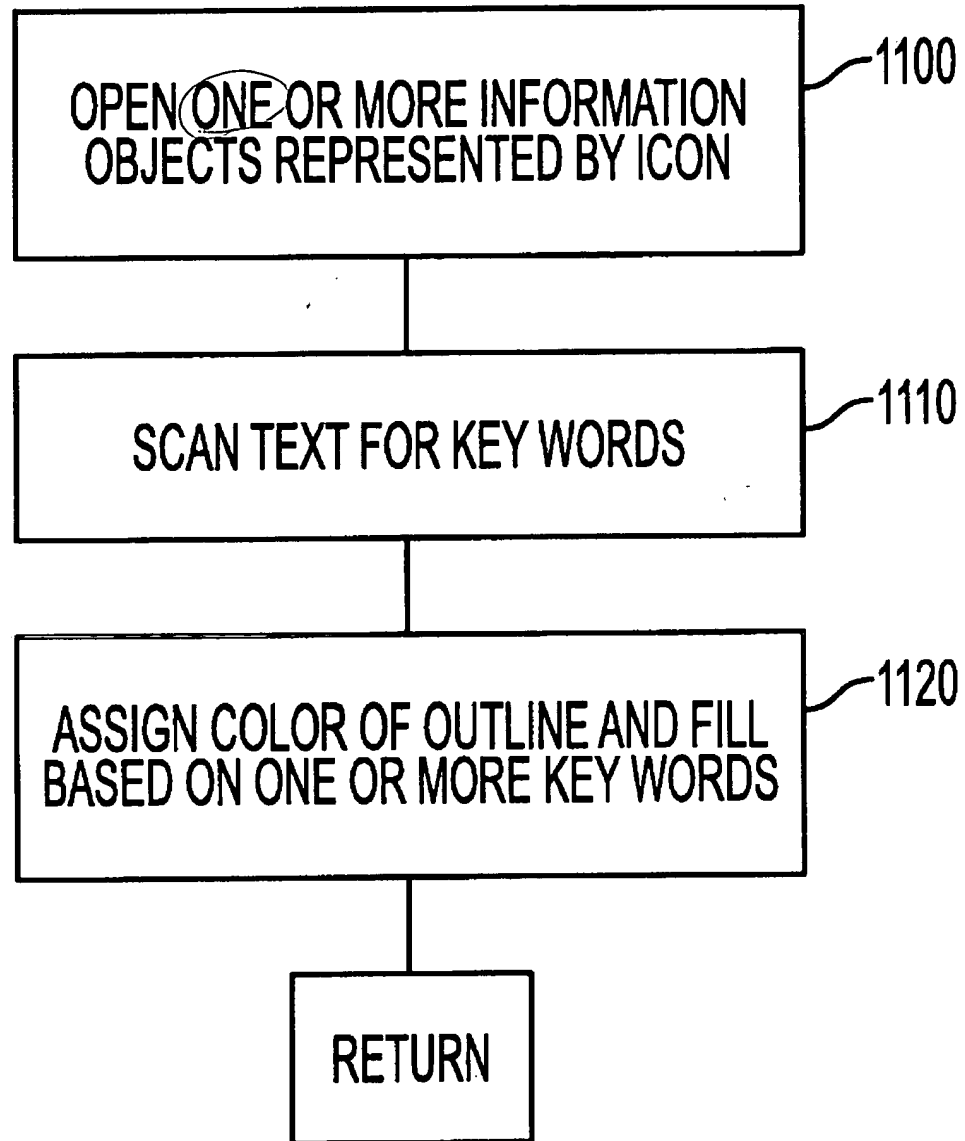 OPEN ONE OR MORE INFORMATION
OBJECTS REPRESENTED BY ICON
1100
SCAN TEXT FOR KEY WORDS
1110
ASSIGN COLOR OF OUTLINE AND FILL
BASED ON ONE OR MORE KEY WORDS
1120
RETURN